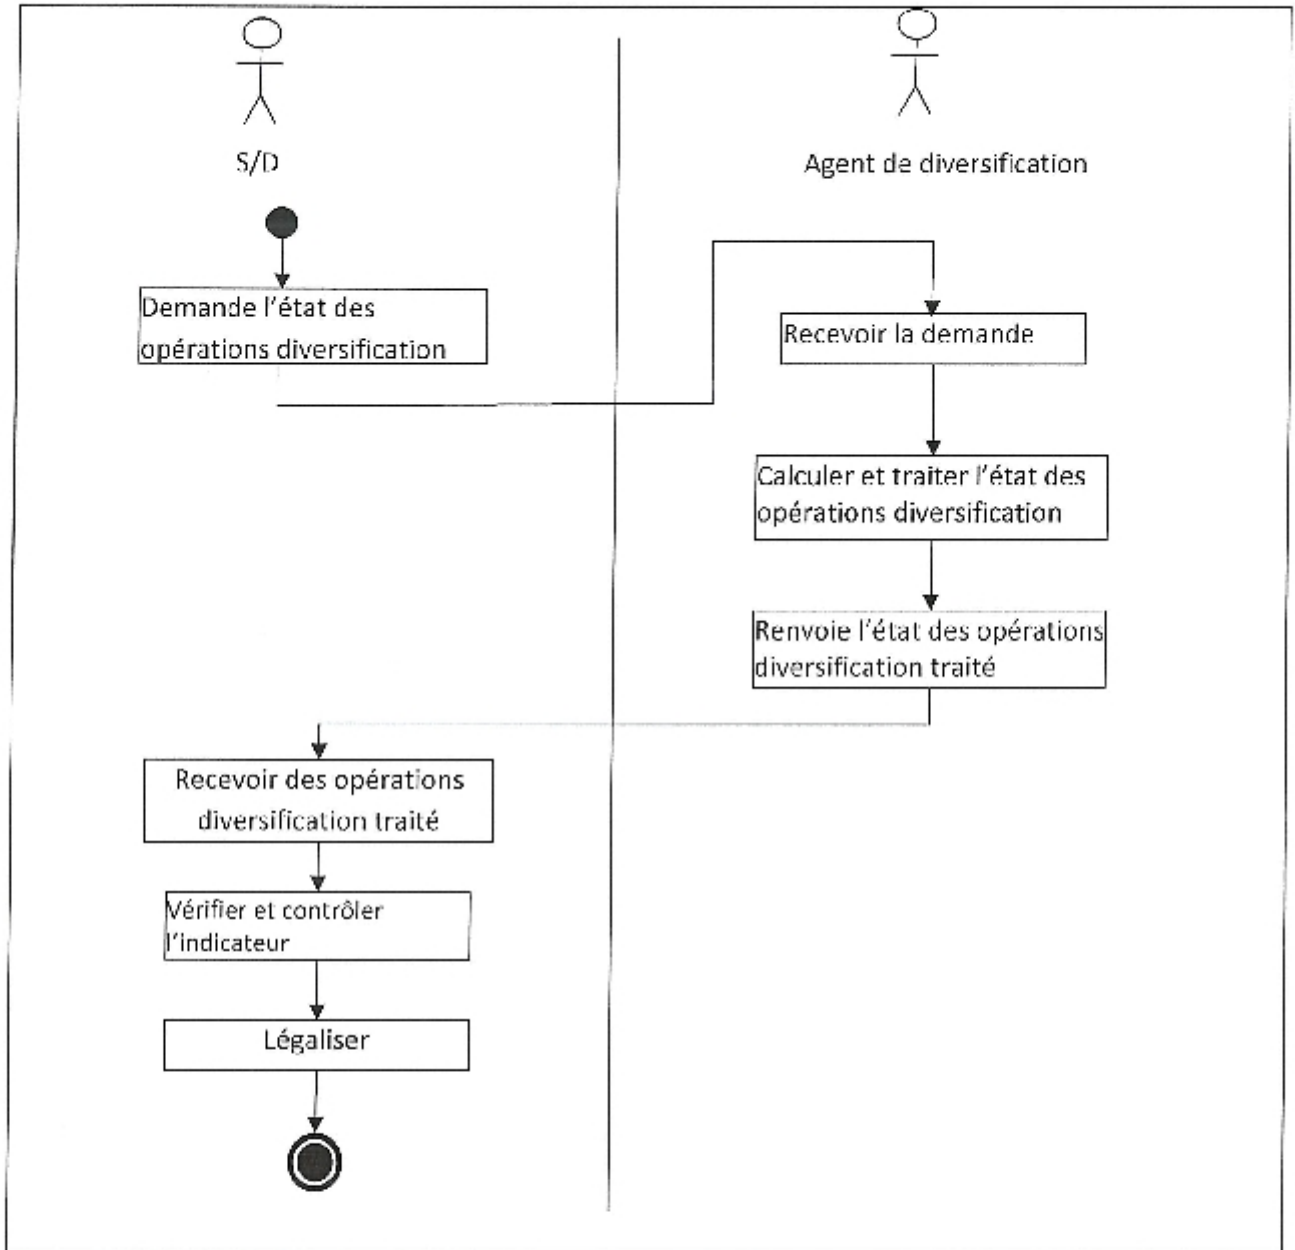 S/D
Agent de diversification
Demande l'état des
opérations diversification
Recevoir la demande
Calculer et traiter l'état des
opérations diversification
Renvoie l'état des opérations
diversification traité
Recevoir des opérations
diversification traité
Vérifier et contrôler
l'indicateur
Légaliser